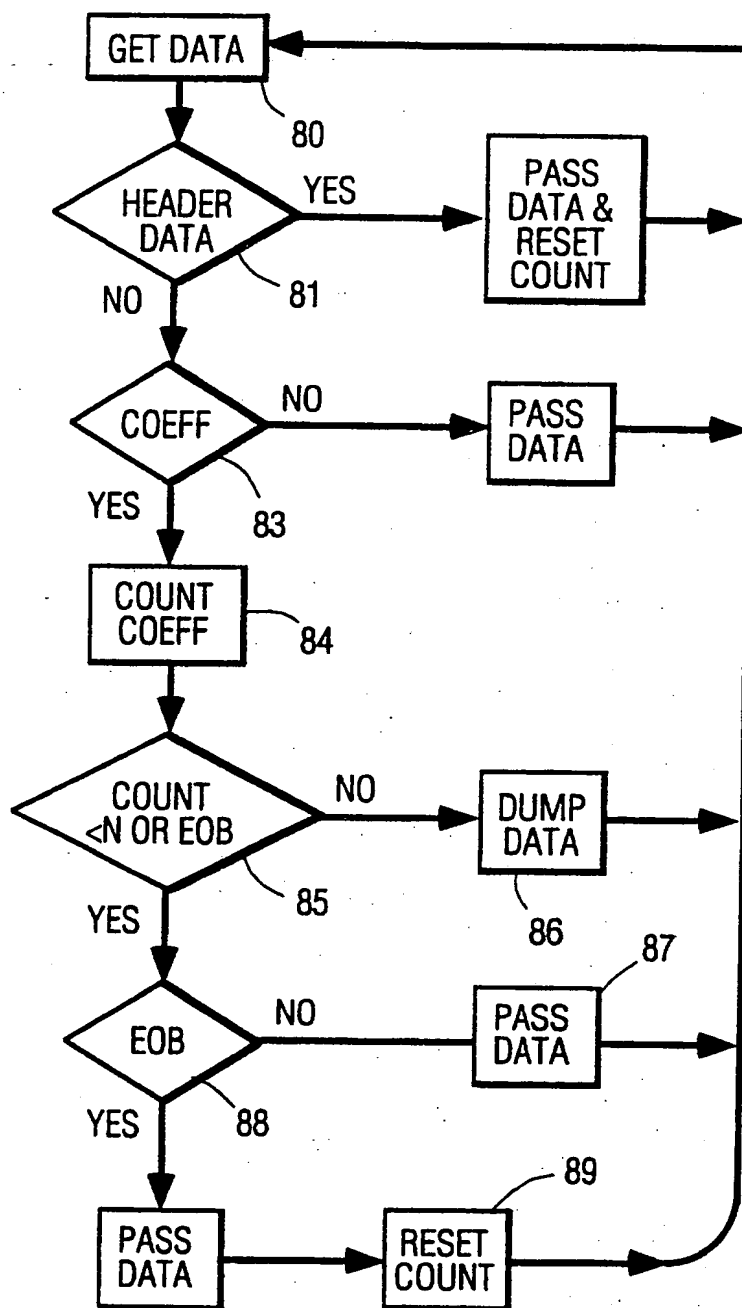 GET DATA
80
HEADER
DATA
YES
PASS
DATA &
RESET
COUNT
81
NO
COEFF
NO
PASS
DATA
83
YES
COUNT
COEFF
84
COUNT
<N OR EOB
NO
DUMP
DATA
85
86
YES
87
EOB
NO
PASS
DATA
88
YES
89
PASS
DATA
RESET
COUNT